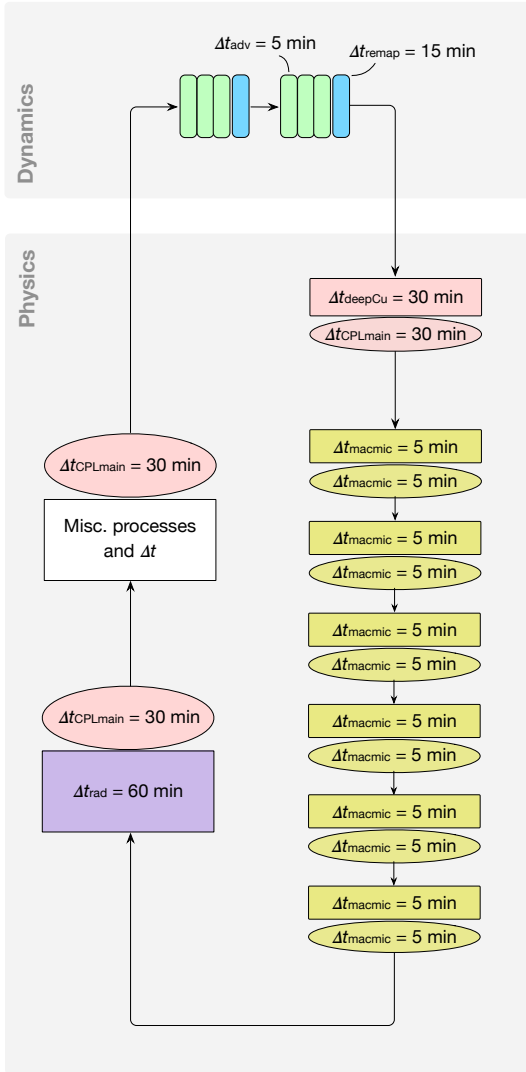 Dynamics
Δtadv = 5 min
Δtremap = 15 min
Physics
ΔtdeepCu = 30 min
ΔtCPLmain = 30 min
Δtmacmic = 5 min
Δtmacmic = 5 min
Δtmacmic = 5 min
Δtmacmic = 5 min
Δtmacmic = 5 min
Δtmacmic = 5 min
Δtmacmic = 5 min
Δtmacmic = 5 min
Δtmacmic = 5 min
Δtmacmic = 5 min
Δtmacmic = 5 min
Δtmacmic = 5 min
ΔtCPLmain = 30 min
Δtrad = 60 min
ΔtCPLmain = 30 min
Misc. processes
and Δt